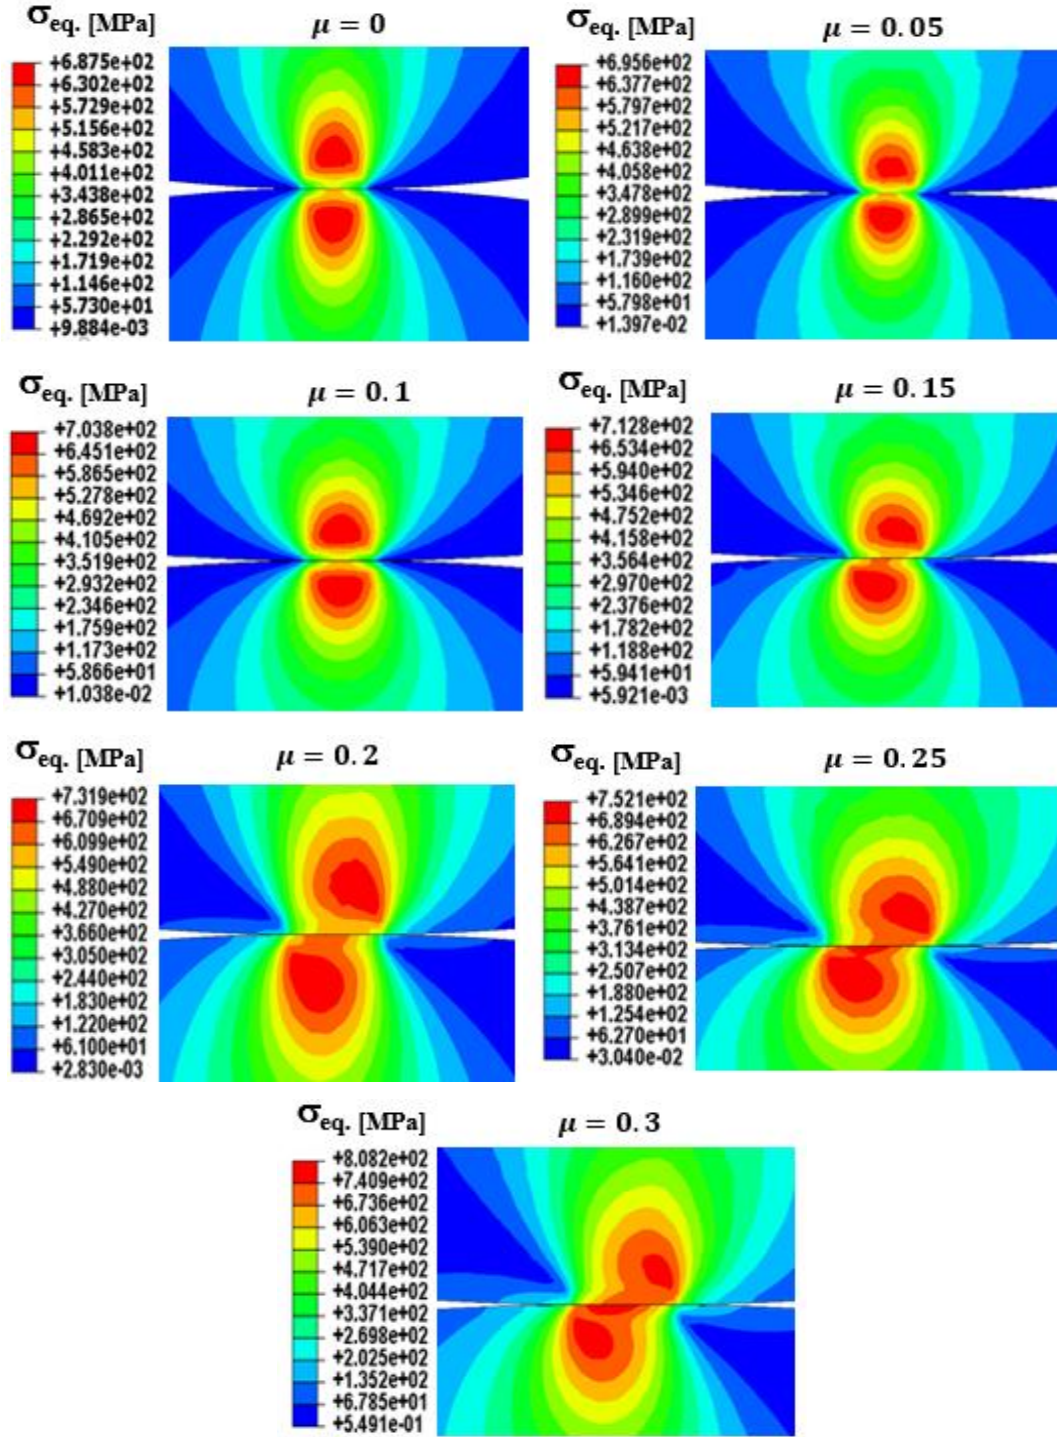 σeq. [MPa]
μ = 0
+6.875e+02
+6.302e+02
+5.729e+02
+5.156e+02
+4.583e+02
+4.011e+02
+3.438e+02
+2.865e+02
+2.292e+02
+1.719e+02
+1.146e+02
+5.730e+01
+9.884e-03
σeq. [MPa]
μ = 0.05
+6.956e+02
+6.377e+02
+5.797e+02
+5.217e+02
+4.638e+02
+4.058e+02
+3.478e+02
+2.899e+02
+2.319e+02
+1.739e+02
+1.160e+02
+5.798e+01
+1.397e-02
σeq. [MPa]
μ = 0.1
+7.038e+02
+6.451e+02
+5.865e+02
+5.278e+02
+4.692e+02
+4.105e+02
+3.519e+02
+2.932e+02
+2.346e+02
+1.759e+02
+1.173e+02
+5.866e+01
+1.038e-02
σeq. [MPa]
μ = 0.15
+7.128e+02
+6.534e+02
+5.940e+02
+5.346e+02
+4.752e+02
+4.158e+02
+3.564e+02
+2.970e+02
+2.376e+02
+1.782e+02
+1.188e+02
+5.941e+01
+5.921e-03
σeq. [MPa]
μ = 0.2
+7.319e+02
+6.709e+02
+6.099e+02
+5.490e+02
+4.880e+02
+4.270e+02
+3.660e+02
+3.050e+02
+2.440e+02
+1.830e+02
+1.220e+02
+6.100e+01
+2.830e-03
σeq. [MPa]
μ = 0.25
+7.521e+02
+6.894e+02
+6.267e+02
+5.641e+02
+5.014e+02
+4.387e+02
+3.761e+02
+3.134e+02
+2.507e+02
+1.880e+02
+1.254e+02
+6.270e+01
+3.040e-02
σeq. [MPa]
μ = 0.3
+8.082e+02
+7.409e+02
+6.736e+02
+6.063e+02
+5.390e+02
+4.717e+02
+4.044e+02
+3.371e+02
+2.698e+02
+2.025e+02
+1.352e+02
+6.785e+01
+5.491e-01